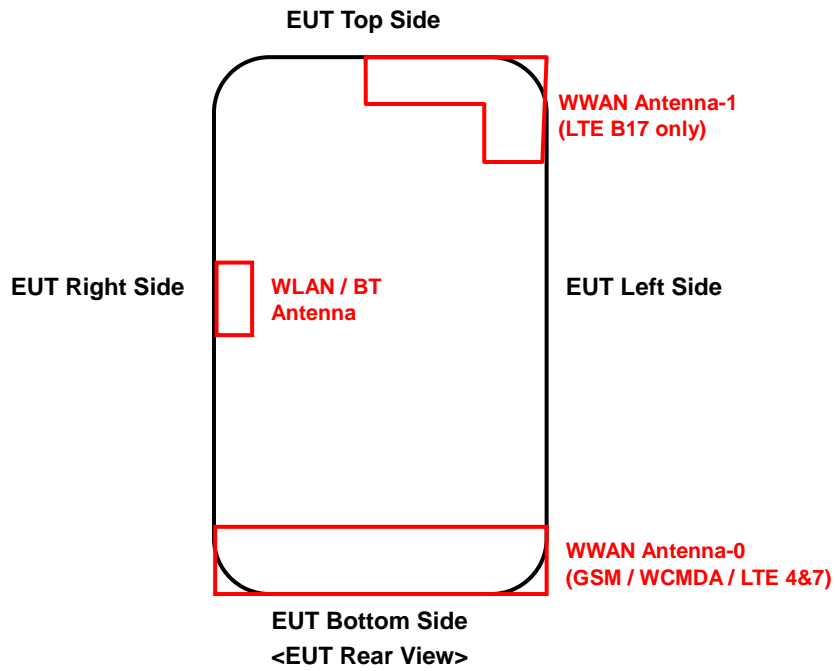 EUT Top Side
WWAN Antenna-1
(LTE B17 only)
EUT Right Side
WLAN / BT
Antenna
EUT Left Side
WWAN Antenna-0
(GSM / WCMDA / LTE 4&7)
EUT Bottom Side
<EUT Rear View>